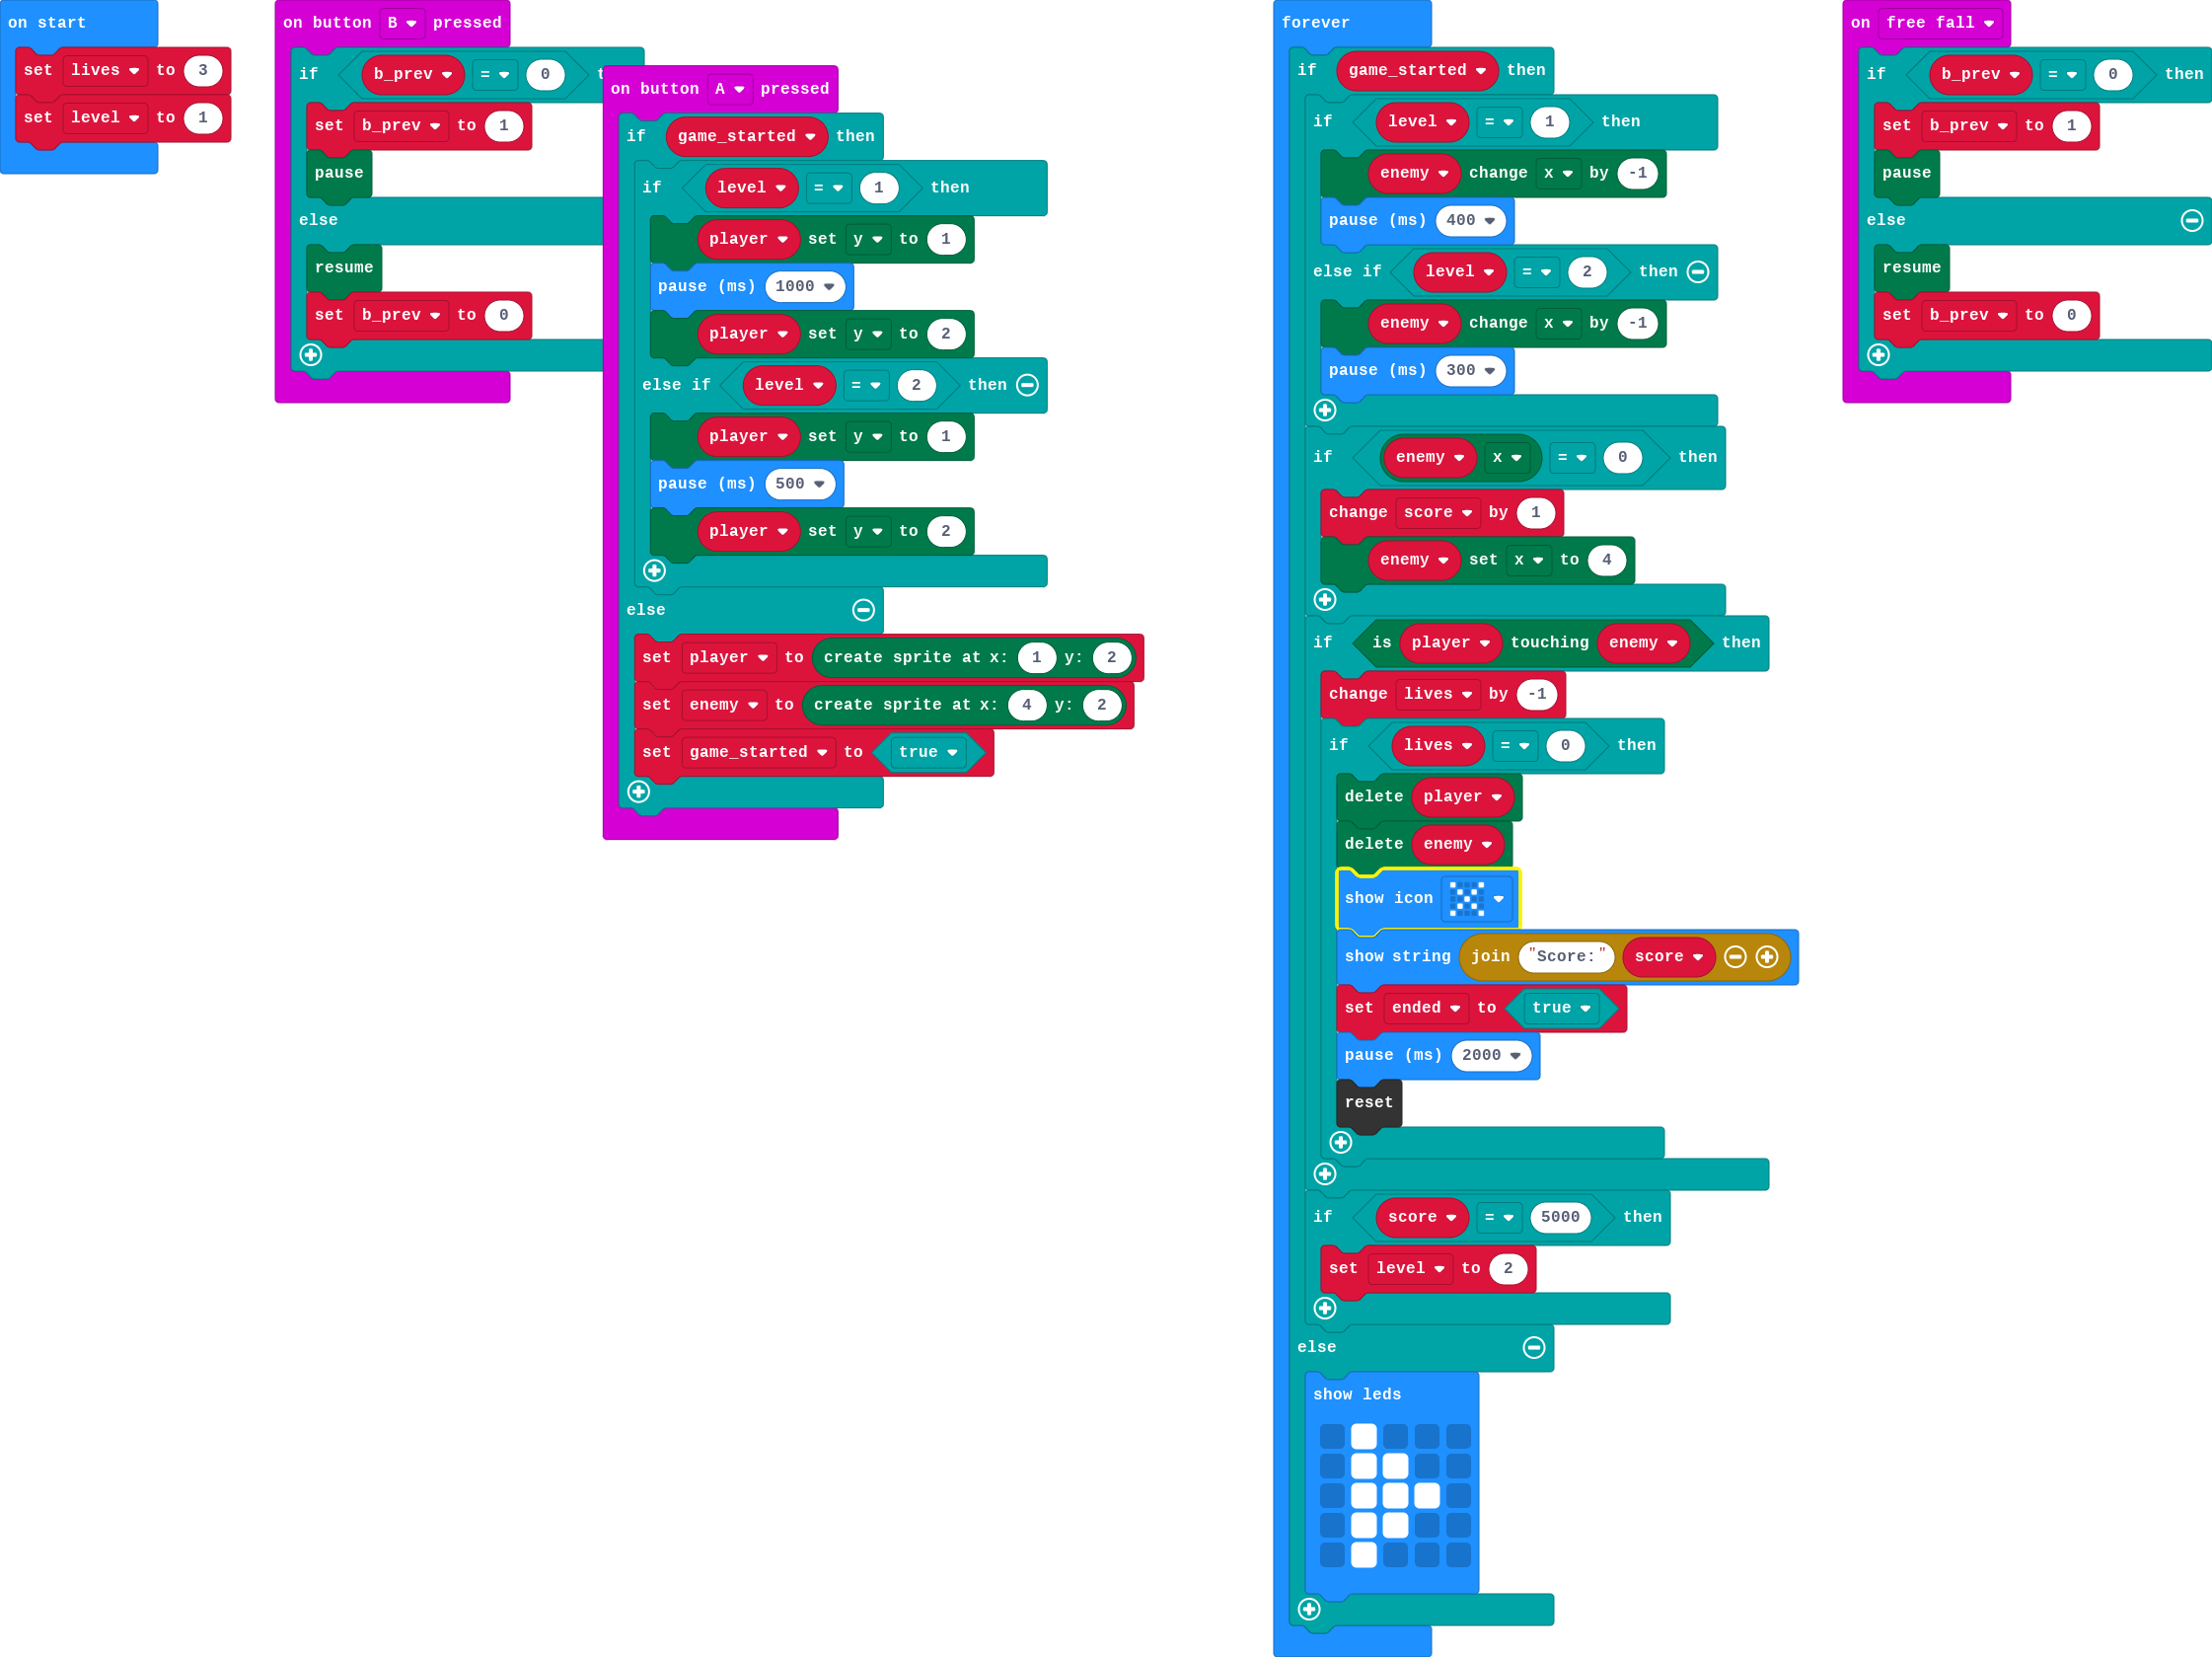 on start
set lives to 3
set level to 1
on button B pressed
if b_prev = 0 t
set b_prev to 1
pause
else
resume
set b_prev to 0
on button A pressed
if game_started then
if level = 1 then
player set y to 1
pause (ms) 1000
player set y to 2
else if level = 2 then
player set y to 1
pause (ms) 500
player set y to 2
else
set player to create sprite at x: 1 y: 2
set enemy to create sprite at x: 4 y: 2
set game_started to true
forever
if game_started then
if level = 1 then
enemy change x by -1
pause (ms) 400
else if level = 2 then
enemy change x by -1
pause (ms) 300
if enemy x = 0 then
change score by 1
enemy set x to 4
if is player touching enemy then
change lives by -1
if lives = 0 then
delete player
delete enemy
show icon
show string join "Score:" score
set ended to true
pause (ms) 2000
reset
if score = 5000 then
set level to 2
else
show leds
on free fall
if b_prev = 0 then
set b_prev to 1
pause
else
resume
set b_prev to 0